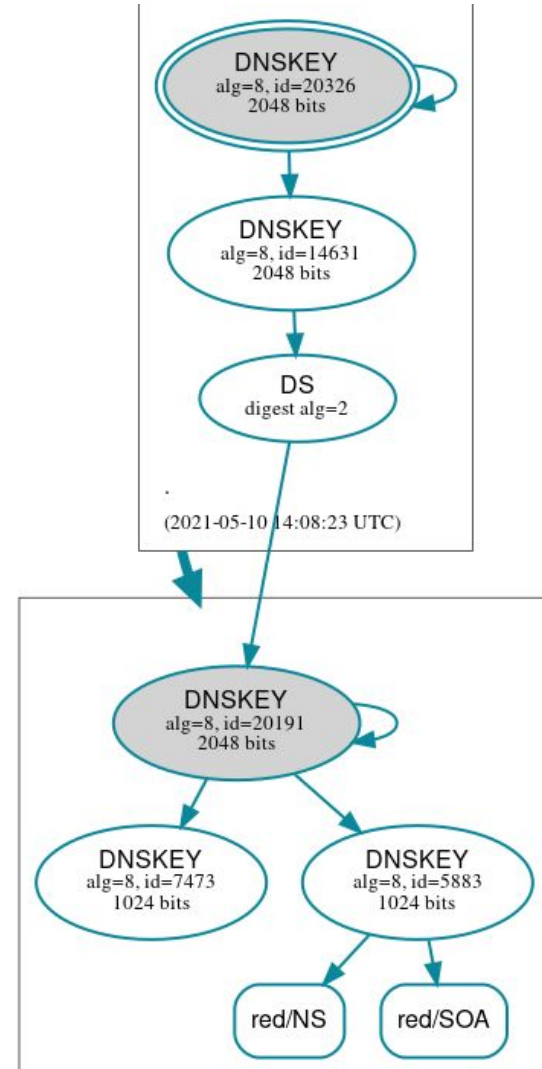 DNSKEY
alg=8, id=20326
2048 bits
DNSKEY
alg=8, id=14631
2048 bits
DS
digest alg=2
.
(2021-05-10 14:08:23 UTC)
DNSKEY
alg=8, id=20191
2048 bits
DNSKEY
alg=8, id=7473
1024 bits
DNSKEY
alg=8, id=5883
1024 bits
red/NS
red/SOA